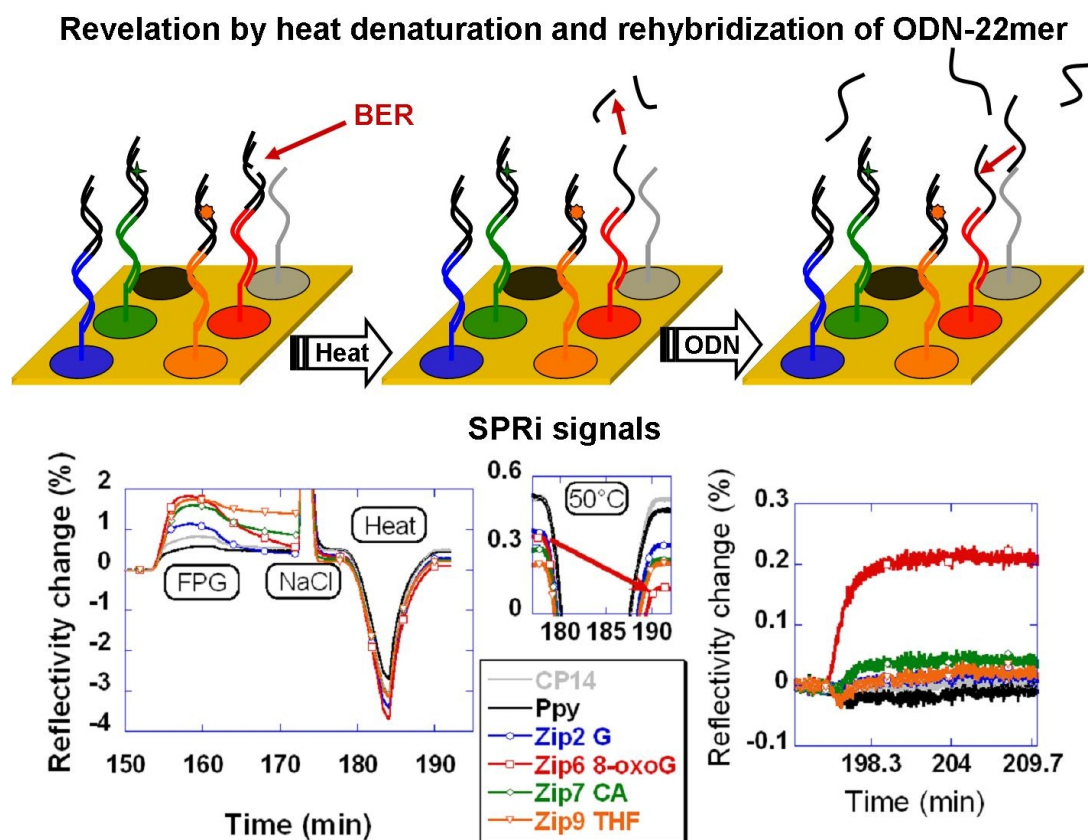 Revelation by heat denaturation and rehybridization of ODN-22mer
BER
Heat
ODN
SPRi signals
Reflectivity change (%)
2
1
0
-1
-2
-3
-4
FPG
NaCl
Heat
150
160
170
180
190
Time (min)
0.6
0.3
0
50°C
180
185
190
CP14
Ppy
Zip2 G
Zip6 8-oxoG
Zip7 CA
Zip9 THF
Reflectivity change (%)
0.3
0.2
0.1
0
-0.1
198.3
204
209.7
Time (min)